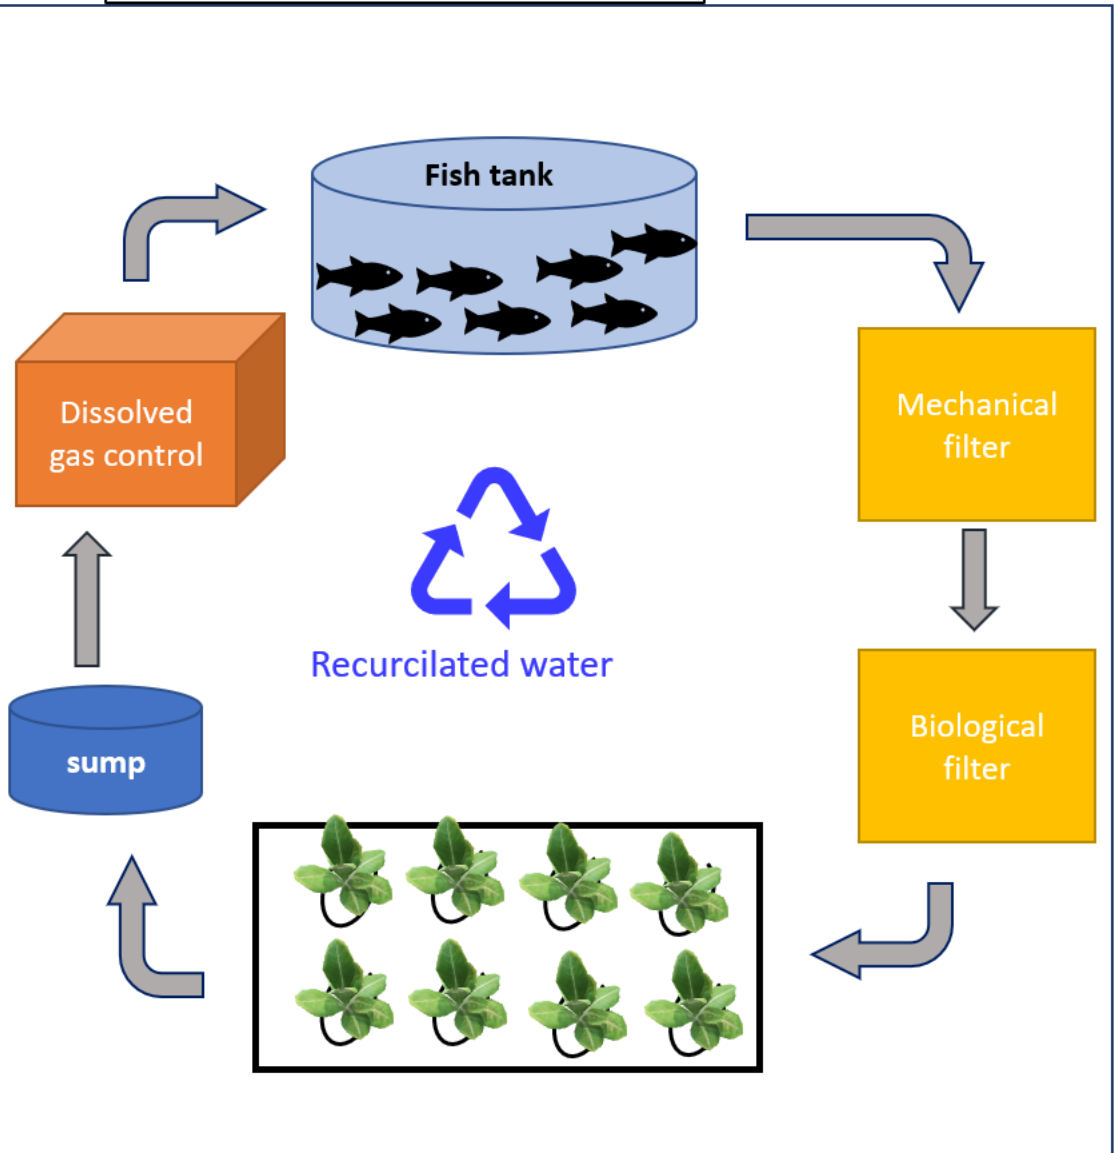 Fish tank
Mechanical
filter
Dissolved
gas control
Recurcilated water
Biological
filter
sump